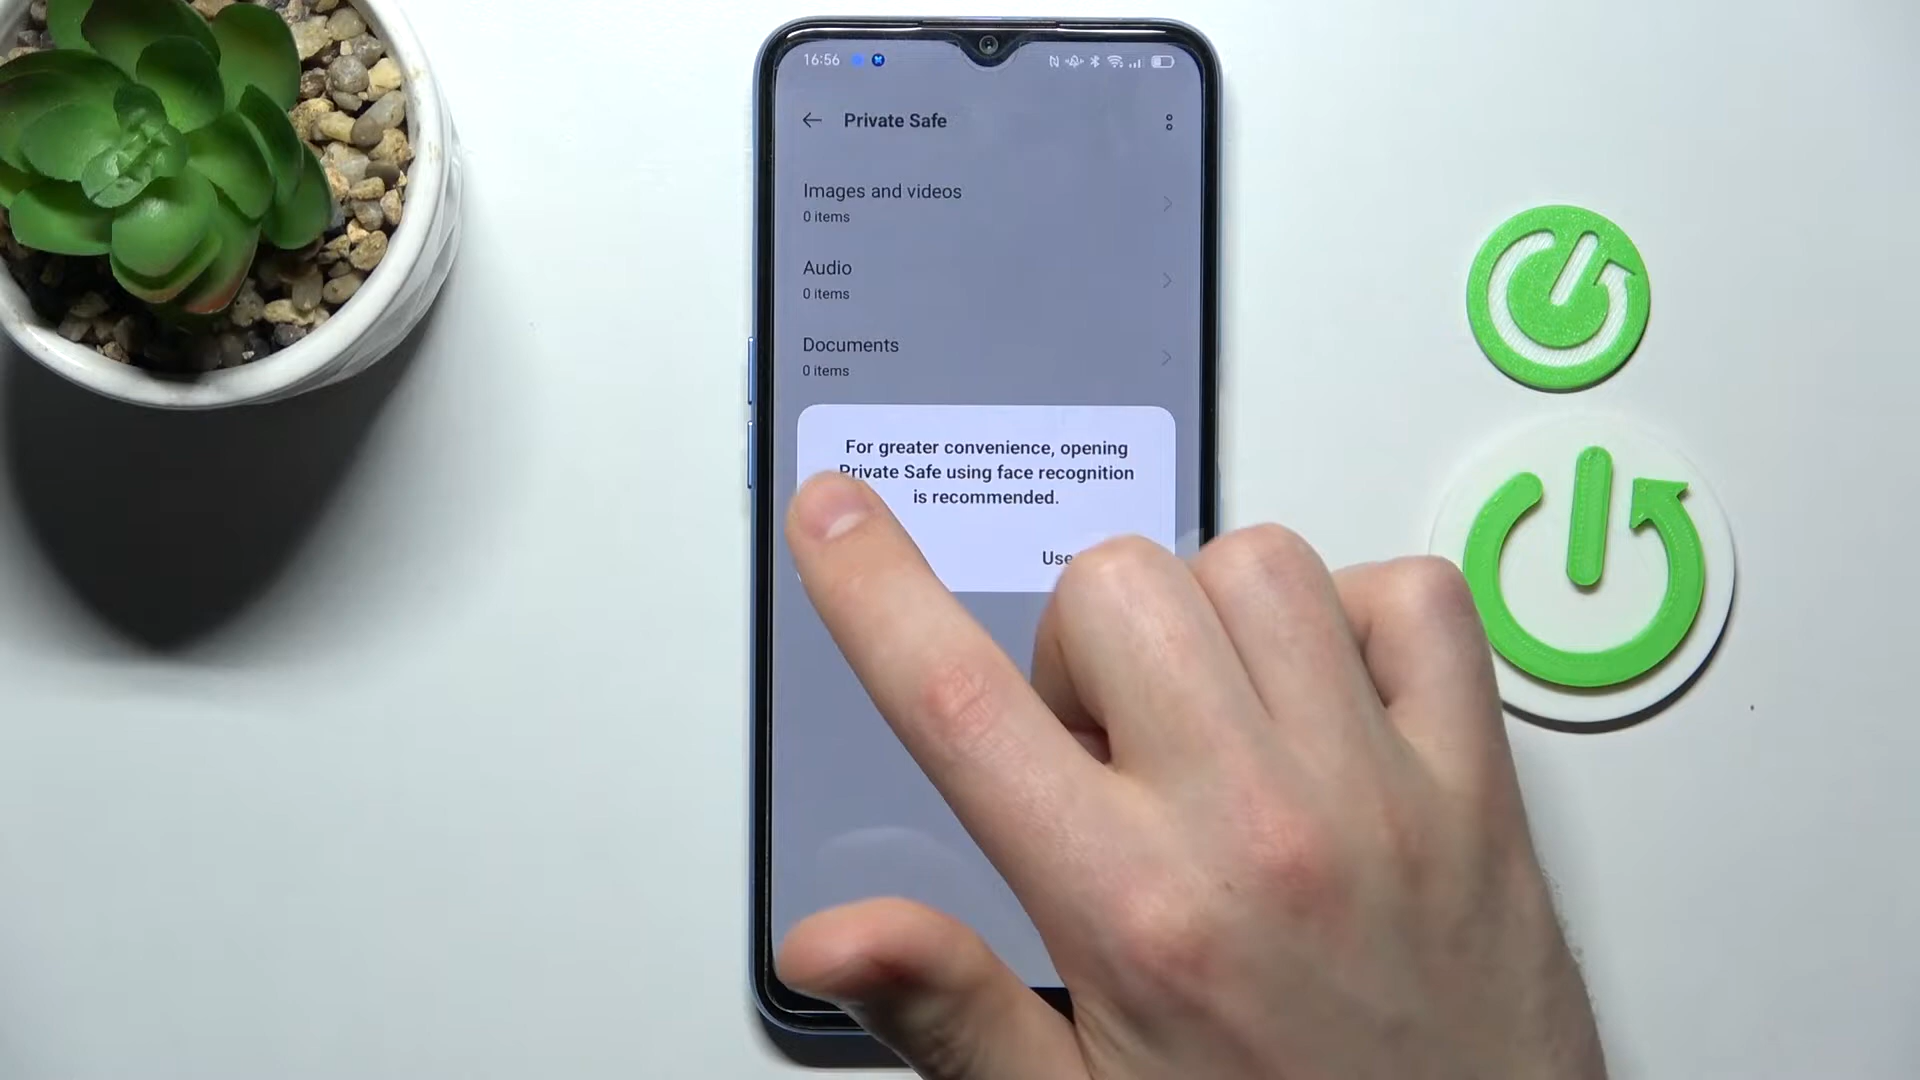 16:56
Private Safe
Images and videos
0 items
Audio
0 items
Documents
0 items
For greater convenience, opening
Private Safe using face recognition
is recommended.
Use